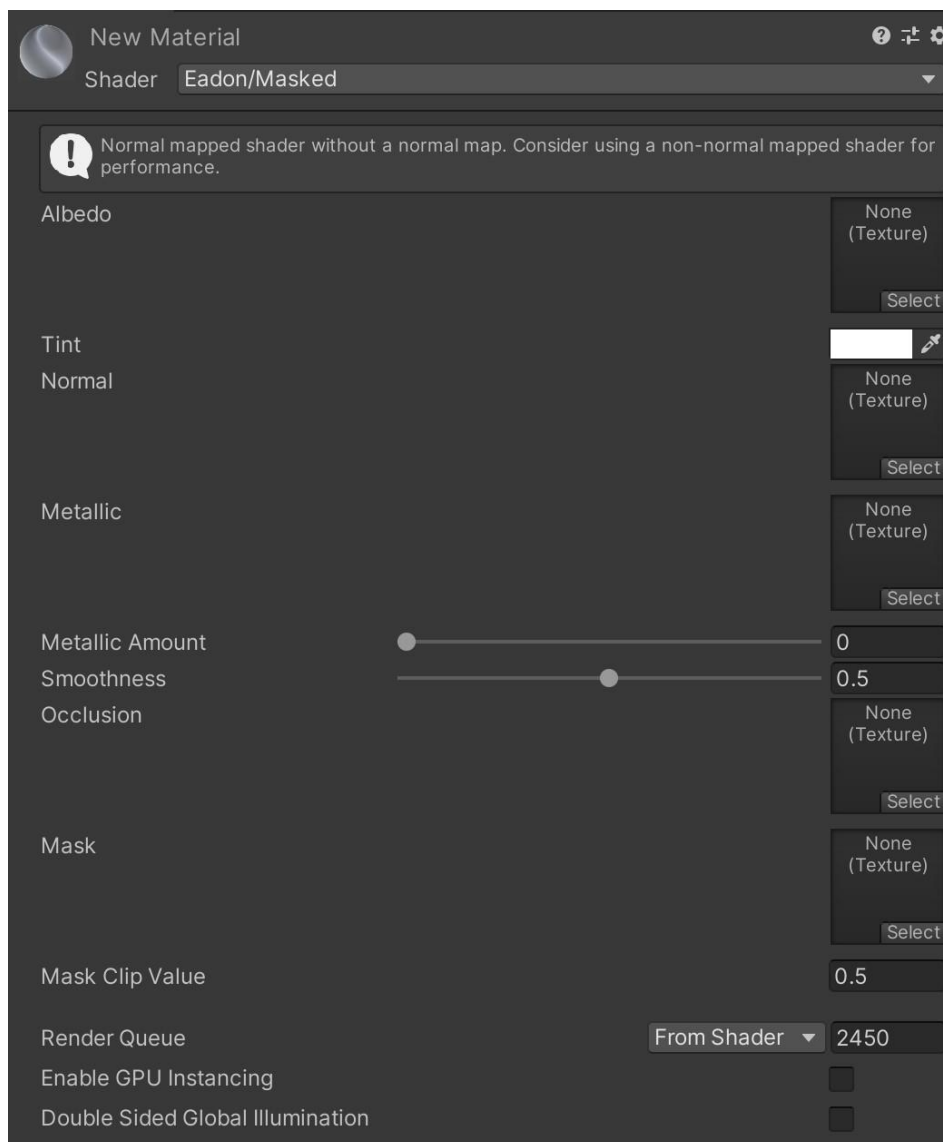 New Material
Shader Eadon/Masked
Normal mapped shader without a normal map. Consider using a non-normal mapped shader for
performance.
Albedo
None
(Texture)
Select
Tint
Normal
None
(Texture)
Select
Metallic
None
(Texture)
Select
Metallic Amount 0
Smoothness 0.5
Occlusion
None
(Texture)
Select
Mask
None
(Texture)
Select
Mask Clip Value 0.5
Render Queue From Shader 2450
Enable GPU Instancing
Double Sided Global Illumination